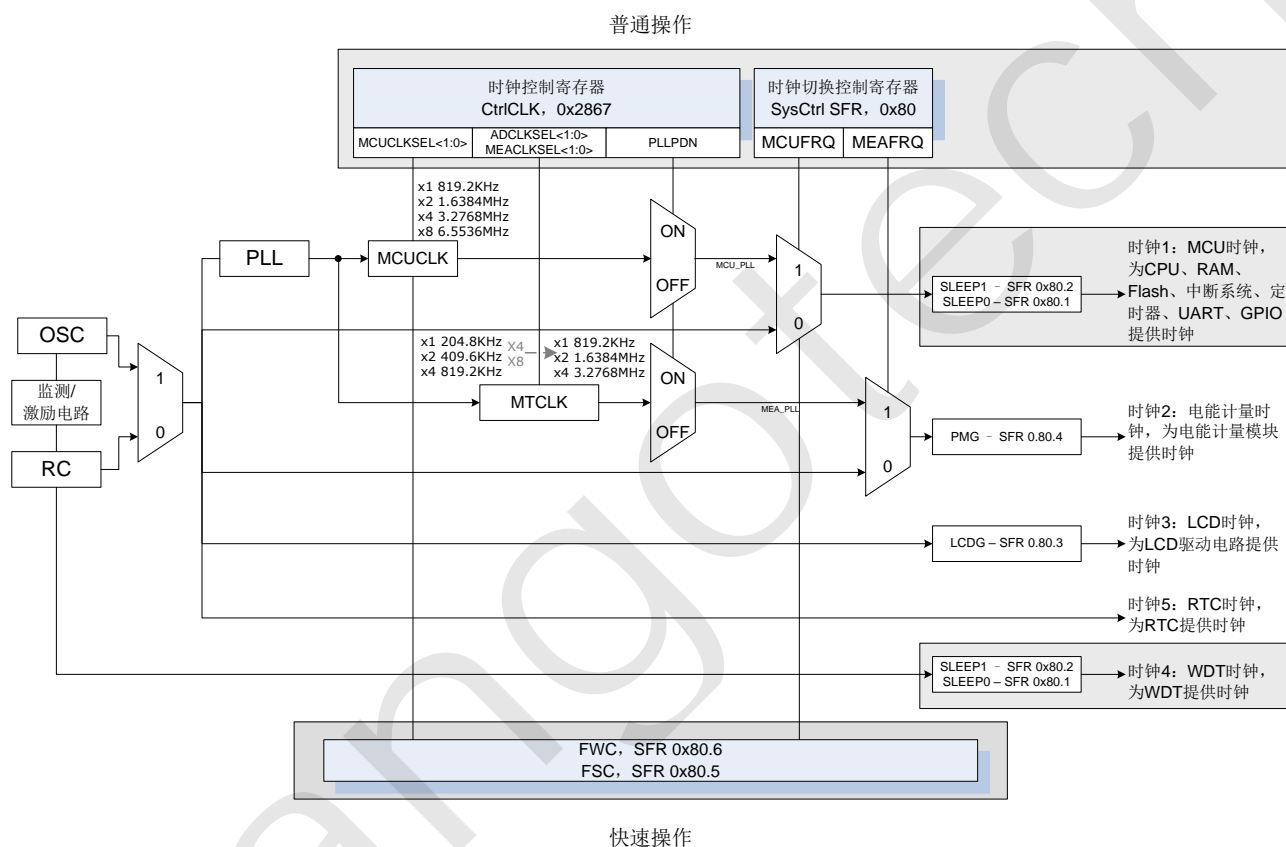 普通操作
时钟控制寄存器
CtrlCLK，0x2867
时钟切换控制寄存器
SysCtrl SFR，0x80
MCUCLKSEL<1:0>
ADCLKSEL<1:0>
MEACLKSEL<1:0>
PLLPDN
MCUFRQ
MEAFRQ
x1 819.2KHz
x2 1.6384MHz
x4 3.2768MHz
x8 6.5536MHz
PLL
MCUCLK
ON
OFF
MCU_PLL
1
0
SLEEP1 - SFR 0x80.2
SLEEP0 – SFR 0x80.1
时钟1：MCU时钟，
为CPU、RAM、
Flash、中断系统、定
时器、UART、GPIO
提供时钟
OSC
监测/
激励电路
RC
1
0
x1 204.8KHz
x2 409.6KHz
x4 819.2KHz
X4
X8
x1 819.2KHz
x2 1.6384MHz
x4 3.2768MHz
MTCLK
ON
OFF
MEA_PLL
1
0
PMG - SFR 0.80.4
时钟2：电能计量时
钟，为电能计量模块
提供时钟
LCDG – SFR 0.80.3
时钟3：LCD时钟，
为LCD驱动电路提供
时钟
时钟5：RTC时钟，
为RTC提供时钟
SLEEP1 - SFR 0x80.2
SLEEP0 – SFR 0x80.1
时钟4：WDT时钟，
为WDT提供时钟
FWC，SFR 0x80.6
FSC，SFR 0x80.5
快速操作
angotech